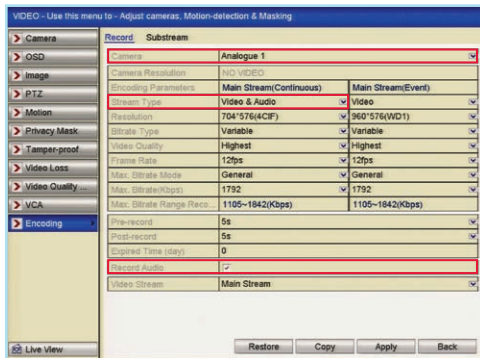 VIDEO - Use this menu to - Adjust cameras, Motion-detection & Masking
Camera
OSD
Image
PTZ
Motion
Privacy Mask
Tamper-proof
Video Loss
Video Quality ...
VCA
Encoding
Live View
Record Substream
Camera Analogue 1
Camera Resolution NO VIDEO
Encoding Parameters Main Stream(Continuous) Main Stream(Event)
Stream Type Video & Audio Video
Resolution 704*576(4CIF) 960*576(WD1)
Bitrate Type Variable Variable
Video Quality Highest Highest
Frame Rate 12fps 12fps
Max. Bitrate Mode General General
Max. Bitrate(Kbps) 1792 1792
Max. Bitrate Range Reco... 1105~1842(Kbps) 1105~1842(Kbps)
Pre-record 5s
Post-record 5s
Expired Time (day) 0
Record Audio
Video Stream Main Stream
Restore Copy Apply Back